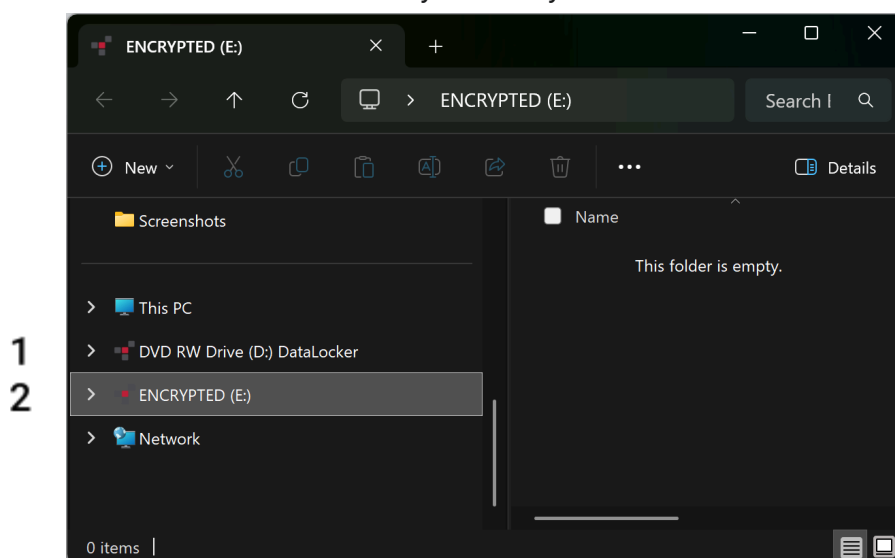 ENCRYPTED (E:)
ENCRYPTED (E:)
Search
New
Details
Screenshots
Name
This folder is empty.
This PC
1
DVD RW Drive (D:) DataLocker
2
ENCRYPTED (E:)
Network
0 items